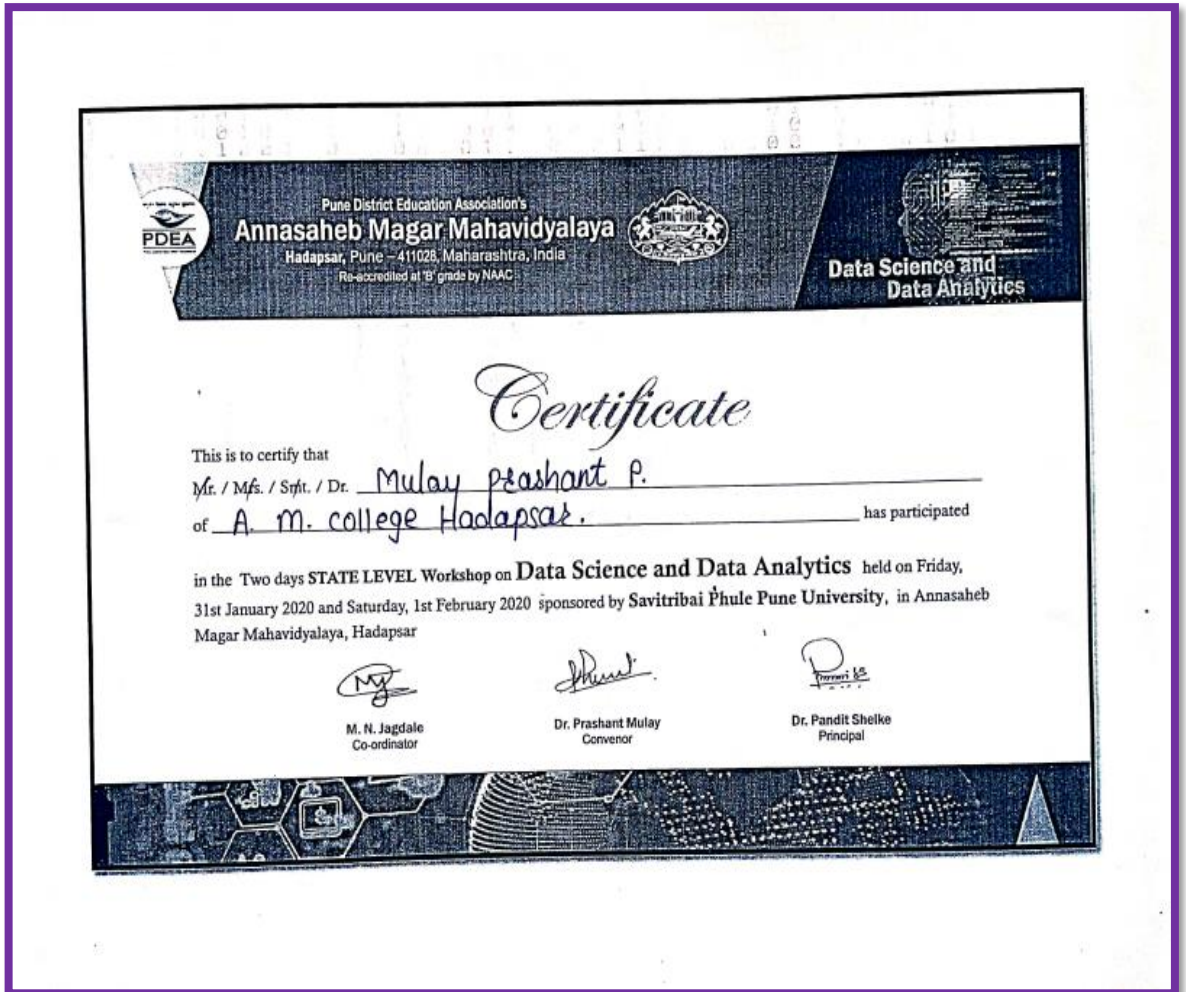 PDEA
Pune District Education Association's
Annasaheb Magar Mahavidyalaya
Hadapsar, Pune – 411028, Maharashtra, India
Re-accredited at 'B' grade by NAAC
Data Science and
Data Analytics
Certificate
This is to certify that
Mr. / Mrs. / Smt. / Dr. Mulay Prashant P.
of A. M. college Hadapsar. has participated
in the Two days STATE LEVEL Workshop on Data Science and Data Analytics held on Friday,
31st January 2020 and Saturday, 1st February 2020 sponsored by Savitribai Phule Pune University, in Annasaheb
Magar Mahavidyalaya, Hadapsar
M. N. Jagdale
Co-ordinator
Dr. Prashant Mulay
Convenor
Dr. Pandit Shelke
Principal